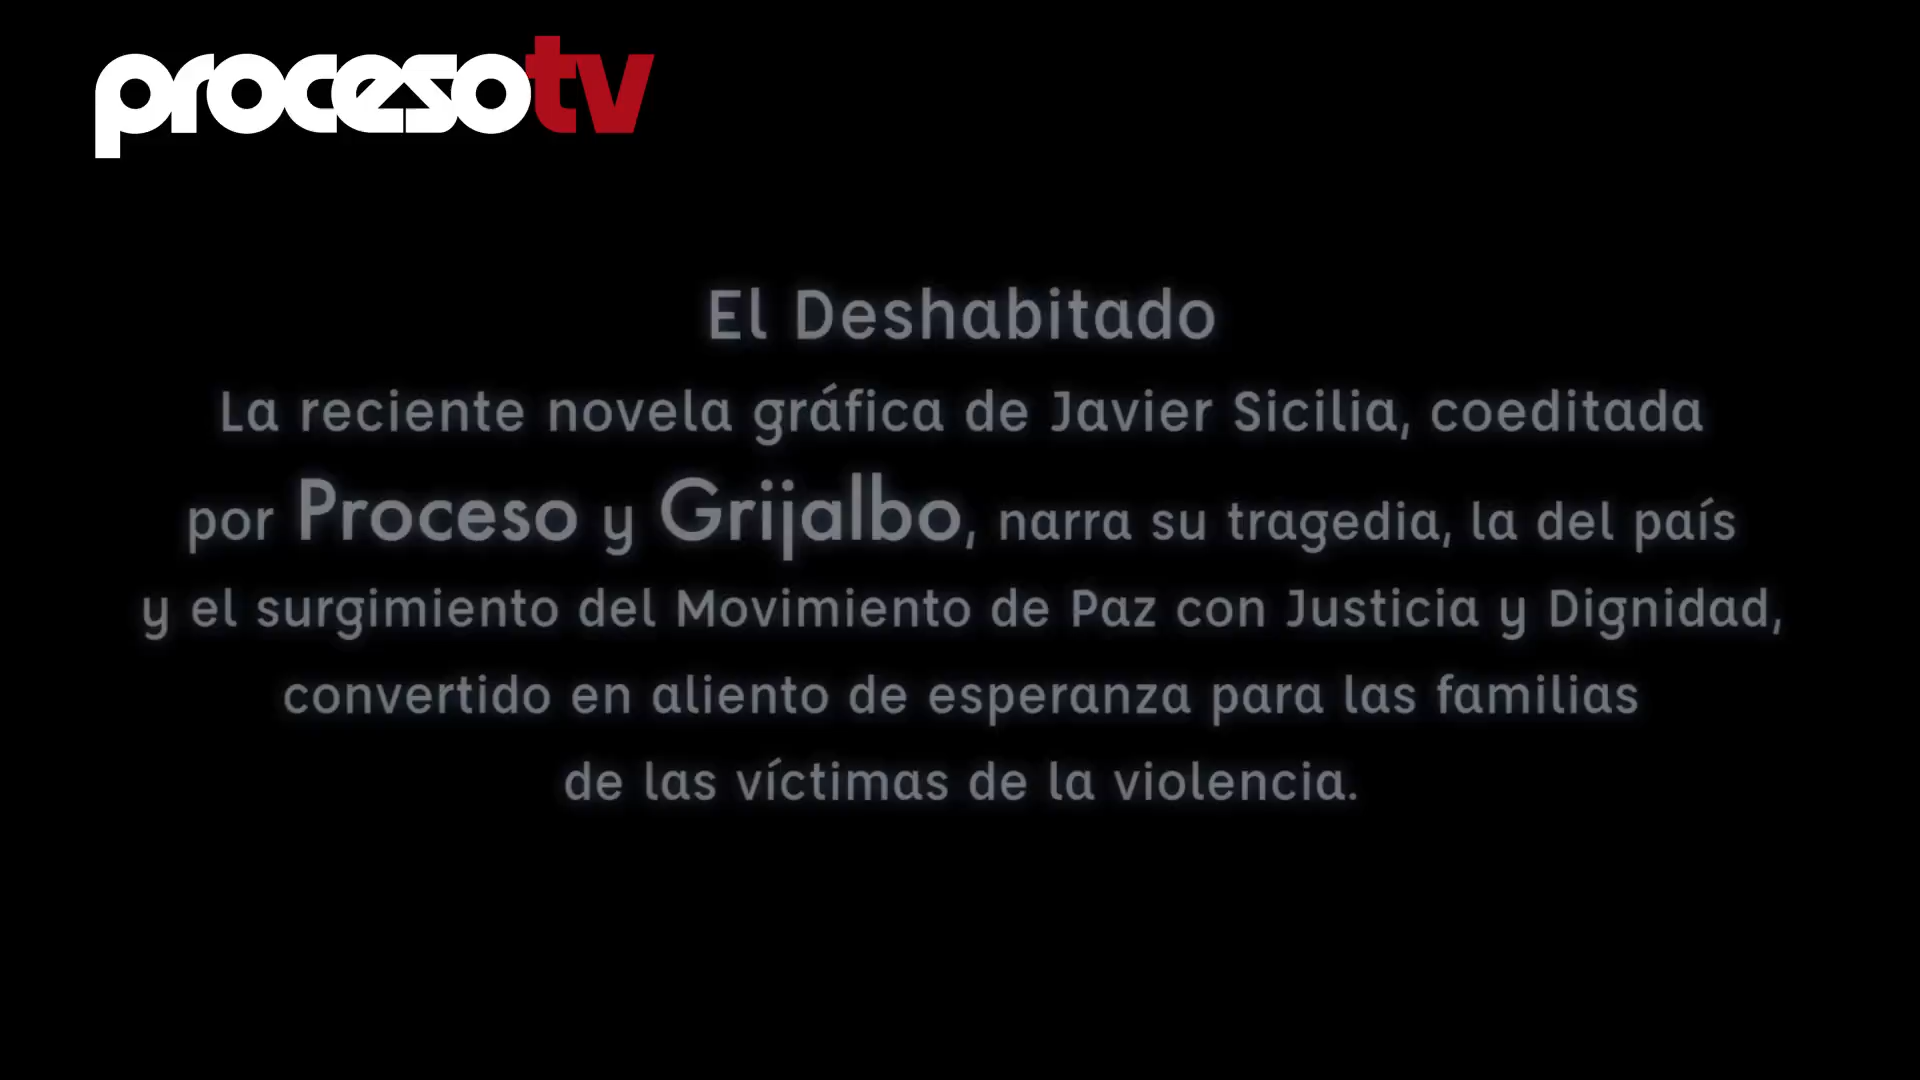 procesotv
El Deshabitado
La reciente novela gráfica de Javier Sicilia, coeditada
por Proceso y Grijalbo, narra su tragedia, la del país
y el surgimiento del Movimiento de Paz con Justicia y Dignidad,
convertido en aliento de esperanza para las familias
de las víctimas de la violencia.